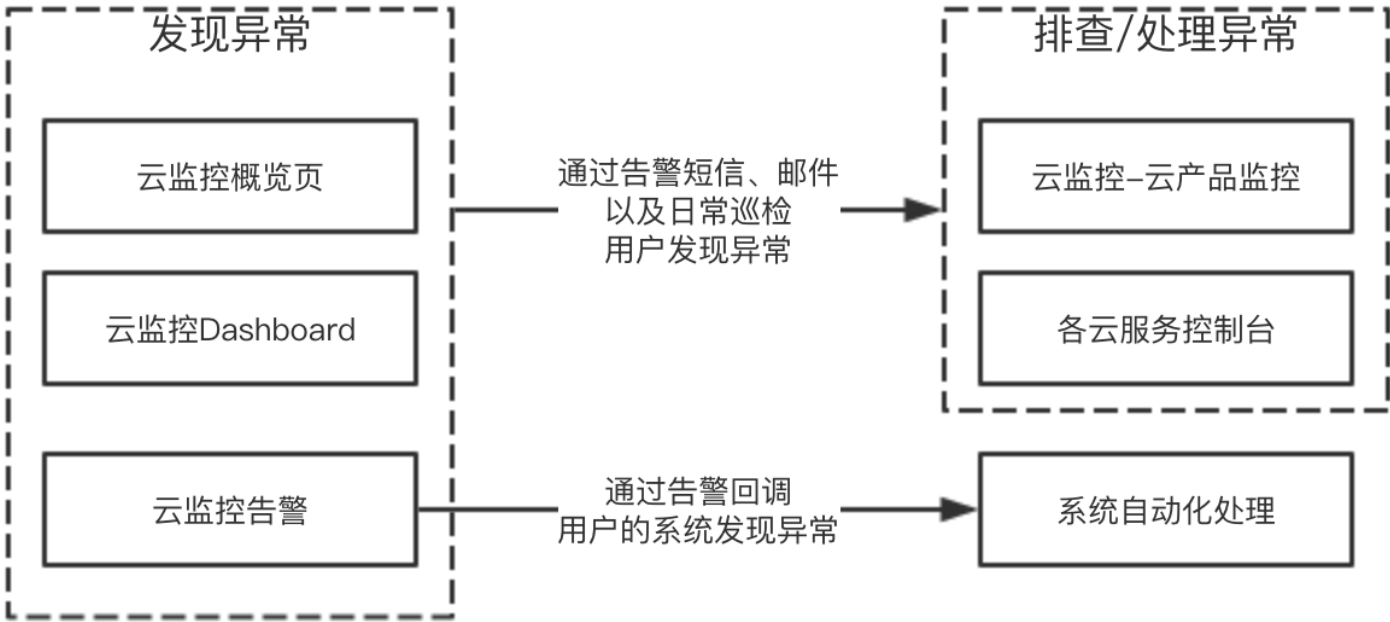 发现异常
云监控概览页
云监控Dashboard
云监控告警
通过告警短信、邮件
以及日常巡检
用户发现异常
通过告警回调
用户的系统发现异常
排查/处理异常
云监控–云产品监控
各云服务控制台
系统自动化处理